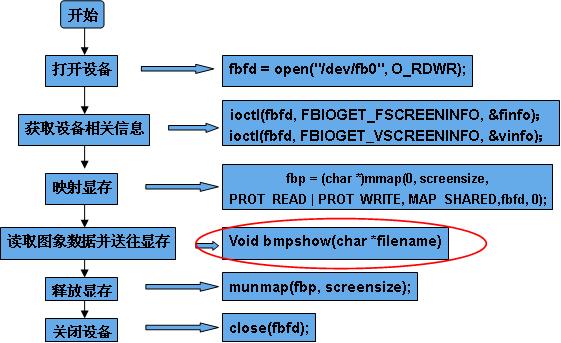 开始
打开设备
fbfd = open("/dev/fb0", O_RDWR);
获取设备相关信息
ioctl(fbfd, FBIOGET_FSCREENINFO, &finfo);
ioctl(fbfd, FBIOGET_VSCREENINFO, &vinfo);
映射显存
fbp = (char *)mmap(0, screensize,
PROT_READ | PROT_WRITE, MAP_SHARED,fbfd, 0);
读取图象数据并送往显存
Void bmpshow(char *filename)
释放显存
munmap(fbp, screensize);
关闭设备
close(fbfd);